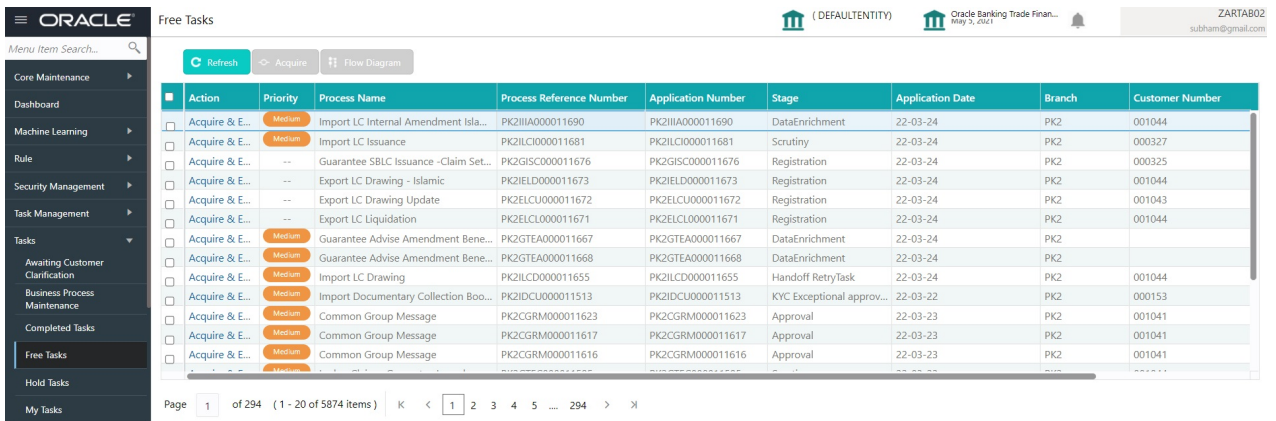 ORACLE
Free Tasks
( DEFAULTENTITY)
Oracle Banking Trade Finan...
May 5, 2021
ZARTAB02
subham@gmail.com
Menu Item Search...
Core Maintenance
Dashboard
Machine Learning
Rule
Security Management
Task Management
Tasks
Awaiting Customer
Clarification
Business Process
Maintenance
Completed Tasks
Free Tasks
Hold Tasks
My Tasks
Refresh Acquire Flow Diagram
Action Priority Process Name Process Reference Number Application Number Stage Application Date Branch Customer Number
Acquire & E... Medium Import LC Internal Amendment Isla... PK2IIIA000011690 PK2IIIA000011690 DataEnrichment 22-03-24 PK2 001044
Acquire & E... Medium Import LC Issuance PK2ILCI000011681 PK2ILCI000011681 Scrutiny 22-03-24 PK2 000327
Acquire & E... -- Guarantee SBLC Issuance -Claim Set... PK2GISC000011676 PK2GISC000011676 Registration 22-03-24 PK2 000325
Acquire & E... -- Export LC Drawing - Islamic PK2IELD000011673 PK2IELD000011673 Registration 22-03-24 PK2 001044
Acquire & E... -- Export LC Drawing Update PK2ELCU000011672 PK2ELCU000011672 Registration 22-03-24 PK2 001043
Acquire & E... -- Export LC Liquidation PK2ELCL000011671 PK2ELCL000011671 Registration 22-03-24 PK2 001044
Acquire & E... Medium Guarantee Advise Amendment Bene... PK2GTEA000011667 PK2GTEA000011667 DataEnrichment 22-03-24 PK2
Acquire & E... Medium Guarantee Advise Amendment Bene... PK2GTEA000011668 PK2GTEA000011668 DataEnrichment 22-03-24 PK2
Acquire & E... Medium Import LC Drawing PK2ILCD000011655 PK2ILCD000011655 Handoff RetryTask 22-03-24 PK2 001044
Acquire & E... Medium Import Documentary Collection Boo... PK2IDCU000011513 PK2IDCU000011513 KYC Exceptional approv... 22-03-22 PK2 000153
Acquire & E... Medium Common Group Message PK2CGRM000011623 PK2CGRM000011623 Approval 22-03-23 PK2 001041
Acquire & E... Medium Common Group Message PK2CGRM000011617 PK2CGRM000011617 Approval 22-03-23 PK2 001041
Acquire & E... Medium Common Group Message PK2CGRM000011616 PK2CGRM000011616 Approval 22-03-23 PK2 001041
Page 1 of 294 ( 1 - 20 of 5874 items ) 1 2 3 4 5 .... 294